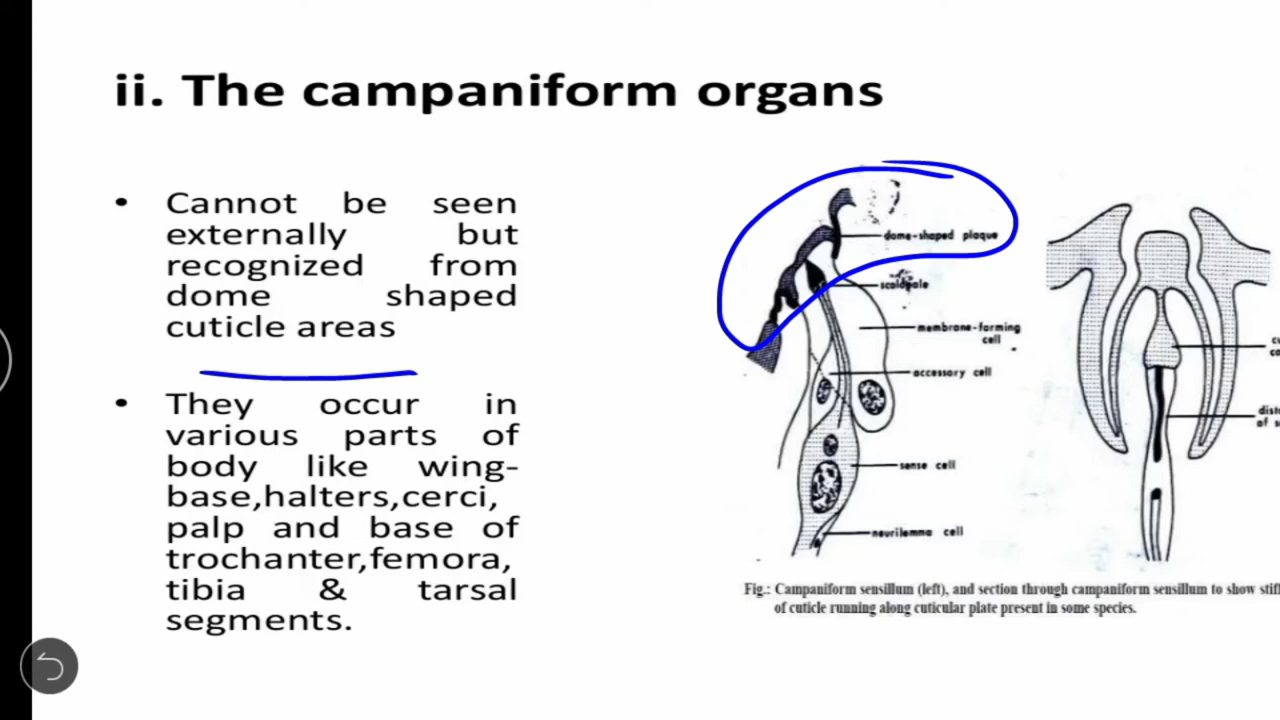 ii. The campaniform organs
• Cannot be seen
externally but
recognized from
dome shaped
cuticle areas
• They occur in
various parts of
body like wing-
base,halters,cerci,
palp and base of
trochanter,femora,
tibia & tarsal
segments.
dome-shaped plaque
scolopale
membrane-forming
cell
accessory cell
sense cell
neurilemma cell
Fig.: Campaniform sensillum (left), and section through campaniform sensillum to show stiff
of cuticle running along cuticular plate present in some species.